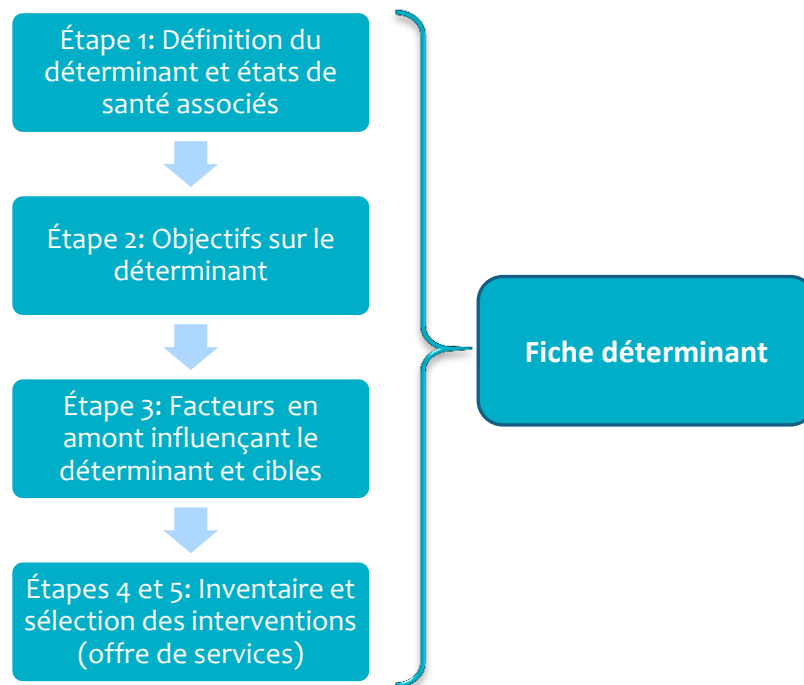 Étape 1: Définition du
déterminant et états de
santé associés
Étape 2: Objectifs sur le
déterminant
Étape 3: Facteurs en
amont influençant le
déterminant et cibles
Étapes 4 et 5: Inventaire et
sélection des interventions
(offre de services)
Fiche déterminant